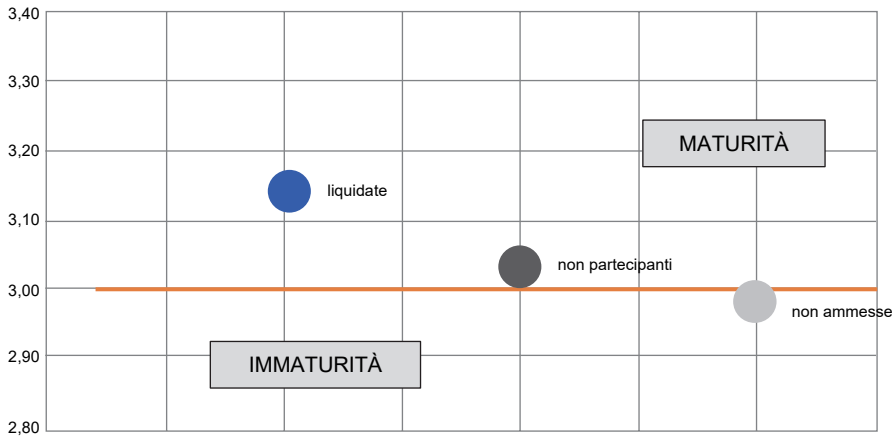 3,40
3,30
3,20
MATURITÀ
liquidate
3,10
non partecipanti
3,00
non ammesse
2,90
IMMATURITÀ
2,80